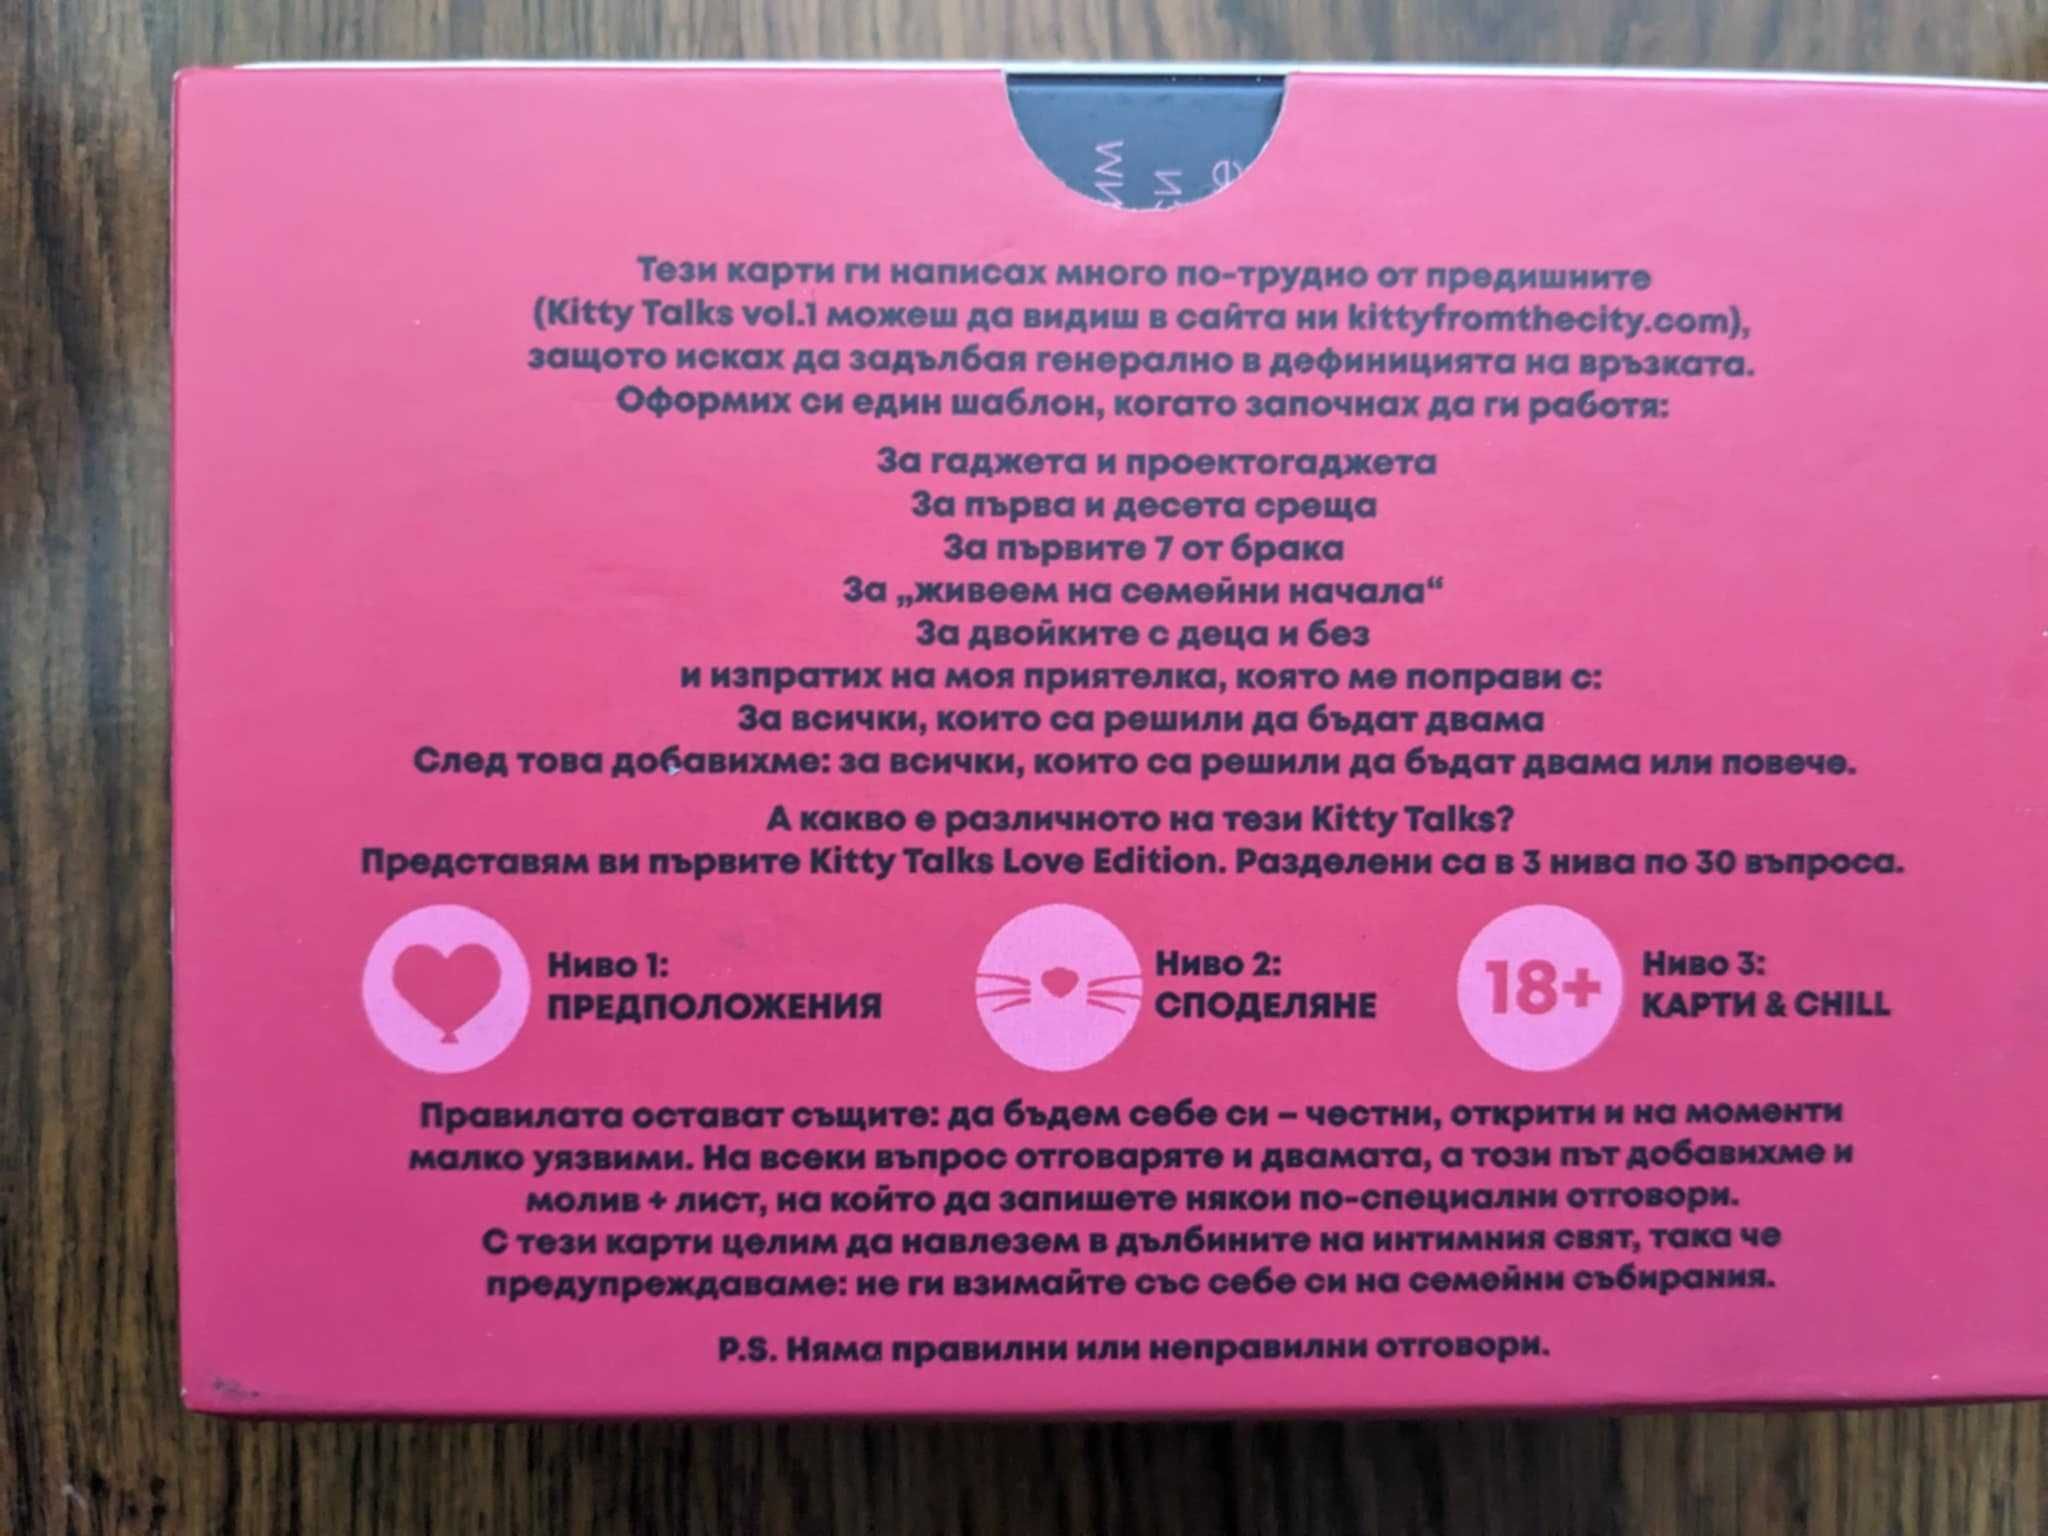 Тези карти ги написах много по-трудно от предишните
(Kitty Talks vol.1 можеш да видиш в сайта ни kittyfromthecity.com),
защото исках да задълбая генерално в дефиницията на връзката.
Оформих си един шаблон, когато започнах да ги работя:
За гаджета и проектогаджета
За първа и десета среща
За първите 7 от брака
За „живеем на семейни начала“
За двойките с деца и без
и изпратих на моя приятелка, която ме поправи с:
За всички, които са решили да бъдат двама
След това добавихме: за всички, които са решили да бъдат двама или повече.
А какво е различното на тези Kitty Talks?
Представям ви първите Kitty Talks Love Edition. Разделени са в 3 нива по 30 въпроса.
Ниво 1:
ПРЕДПОЛОЖЕНИЯ
Ниво 2:
СПОДЕЛЯНЕ
18+
Ниво 3:
КАРТИ & CHILL
Правилата остават същите: да бъдем себе си – честни, открити и на моменти
малко уязвими. На всеки въпрос отговаряте и двамата, а този път добавихме и
молив + лист, на който да запишете някои по-специални отговори.
С тези карти целим да навлезем в дълбините на интимния свят, така че
предупреждаваме: не ги взимайте със себе си на семейни събирания.
P.S. Няма правилни или неправилни отговори.